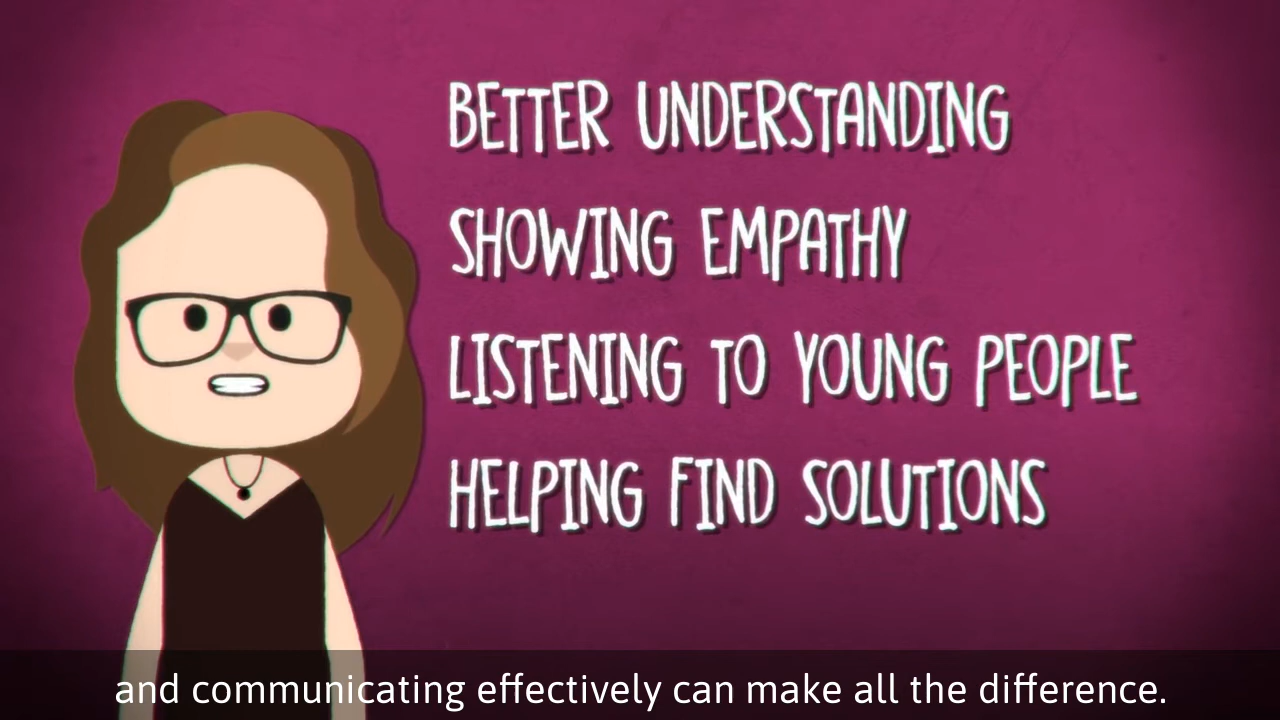 BETTER UNDERSTANDING
SHOWING EMPATHY
LISTENING TO YOUNG PEOPLE
HELPING FIND SOLUTIONS
and communicating effectively can make all the difference.